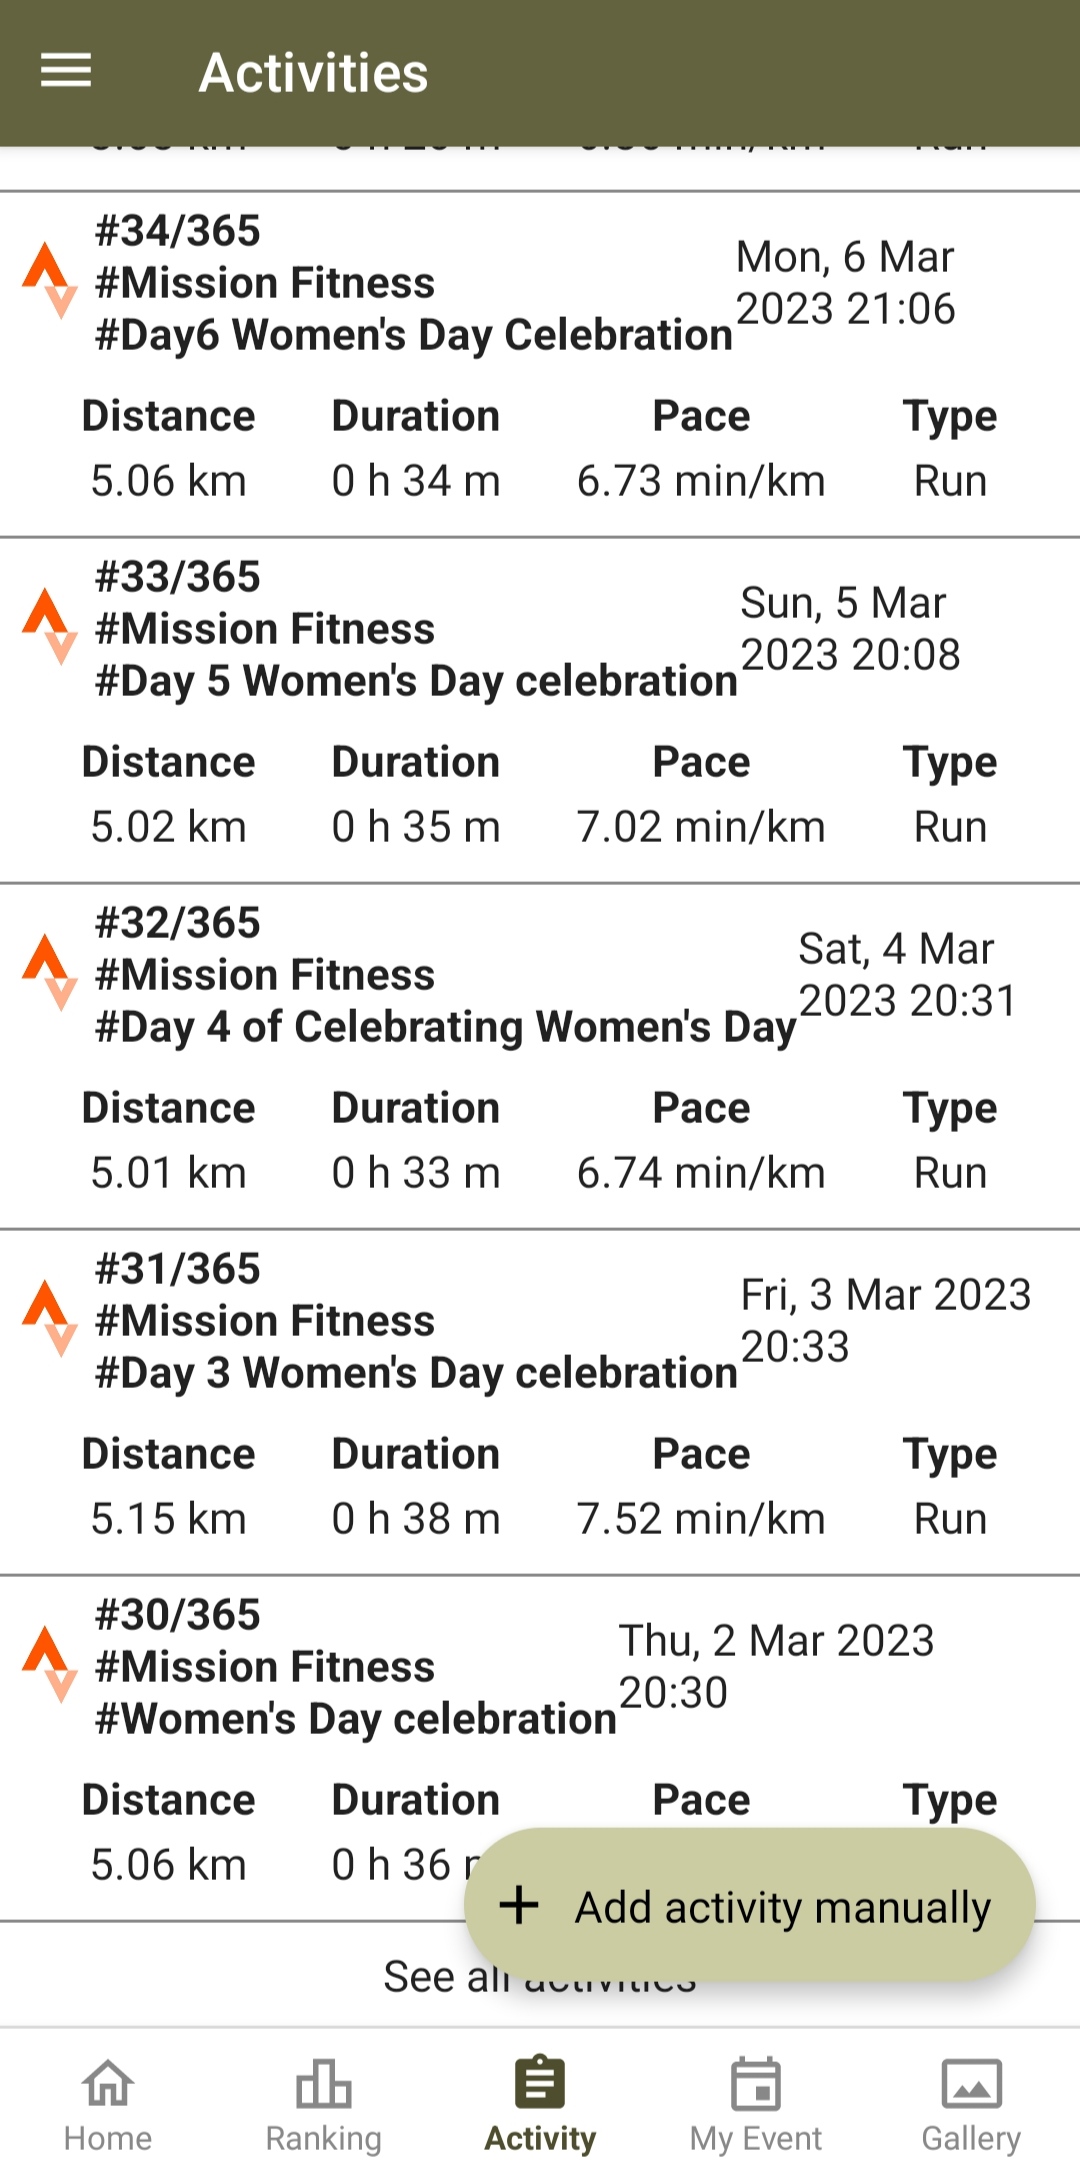 Activities
#34/365
#Mission Fitness
#Day6 Women's Day Celebration
Mon, 6 Mar
2023 21:06
Distance Duration Pace Type
5.06 km 0 h 34 m 6.73 min/km Run
#33/365
#Mission Fitness
#Day 5 Women's Day celebration
Sun, 5 Mar
2023 20:08
Distance Duration Pace Type
5.02 km 0 h 35 m 7.02 min/km Run
#32/365
#Mission Fitness
#Day 4 of Celebrating Women's Day
Sat, 4 Mar
2023 20:31
Distance Duration Pace Type
5.01 km 0 h 33 m 6.74 min/km Run
#31/365
#Mission Fitness
#Day 3 Women's Day celebration
Fri, 3 Mar 2023
20:33
Distance Duration Pace Type
5.15 km 0 h 38 m 7.52 min/km Run
#30/365
#Mission Fitness
#Women's Day celebration
Thu, 2 Mar 2023
20:30
Distance Duration Pace Type
5.06 km 0 h 36
+ Add activity manually
See all activities
Home Ranking Activity My Event Gallery